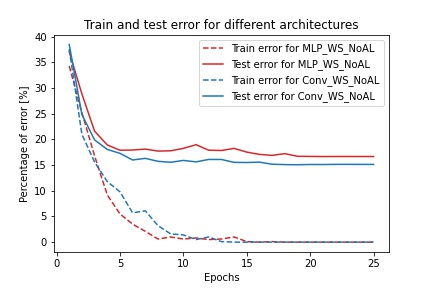 Train and test error for different architectures
Train error for MLP_WS_NoAL
Test error for MLP_WS_NoAL
Train error for Conv_WS_NoAL
Test error for Conv_WS_NoAL
Percentage of error [%]
40
35
30
25
20
15
10
5
0
0 5 10 15 20 25
Epochs